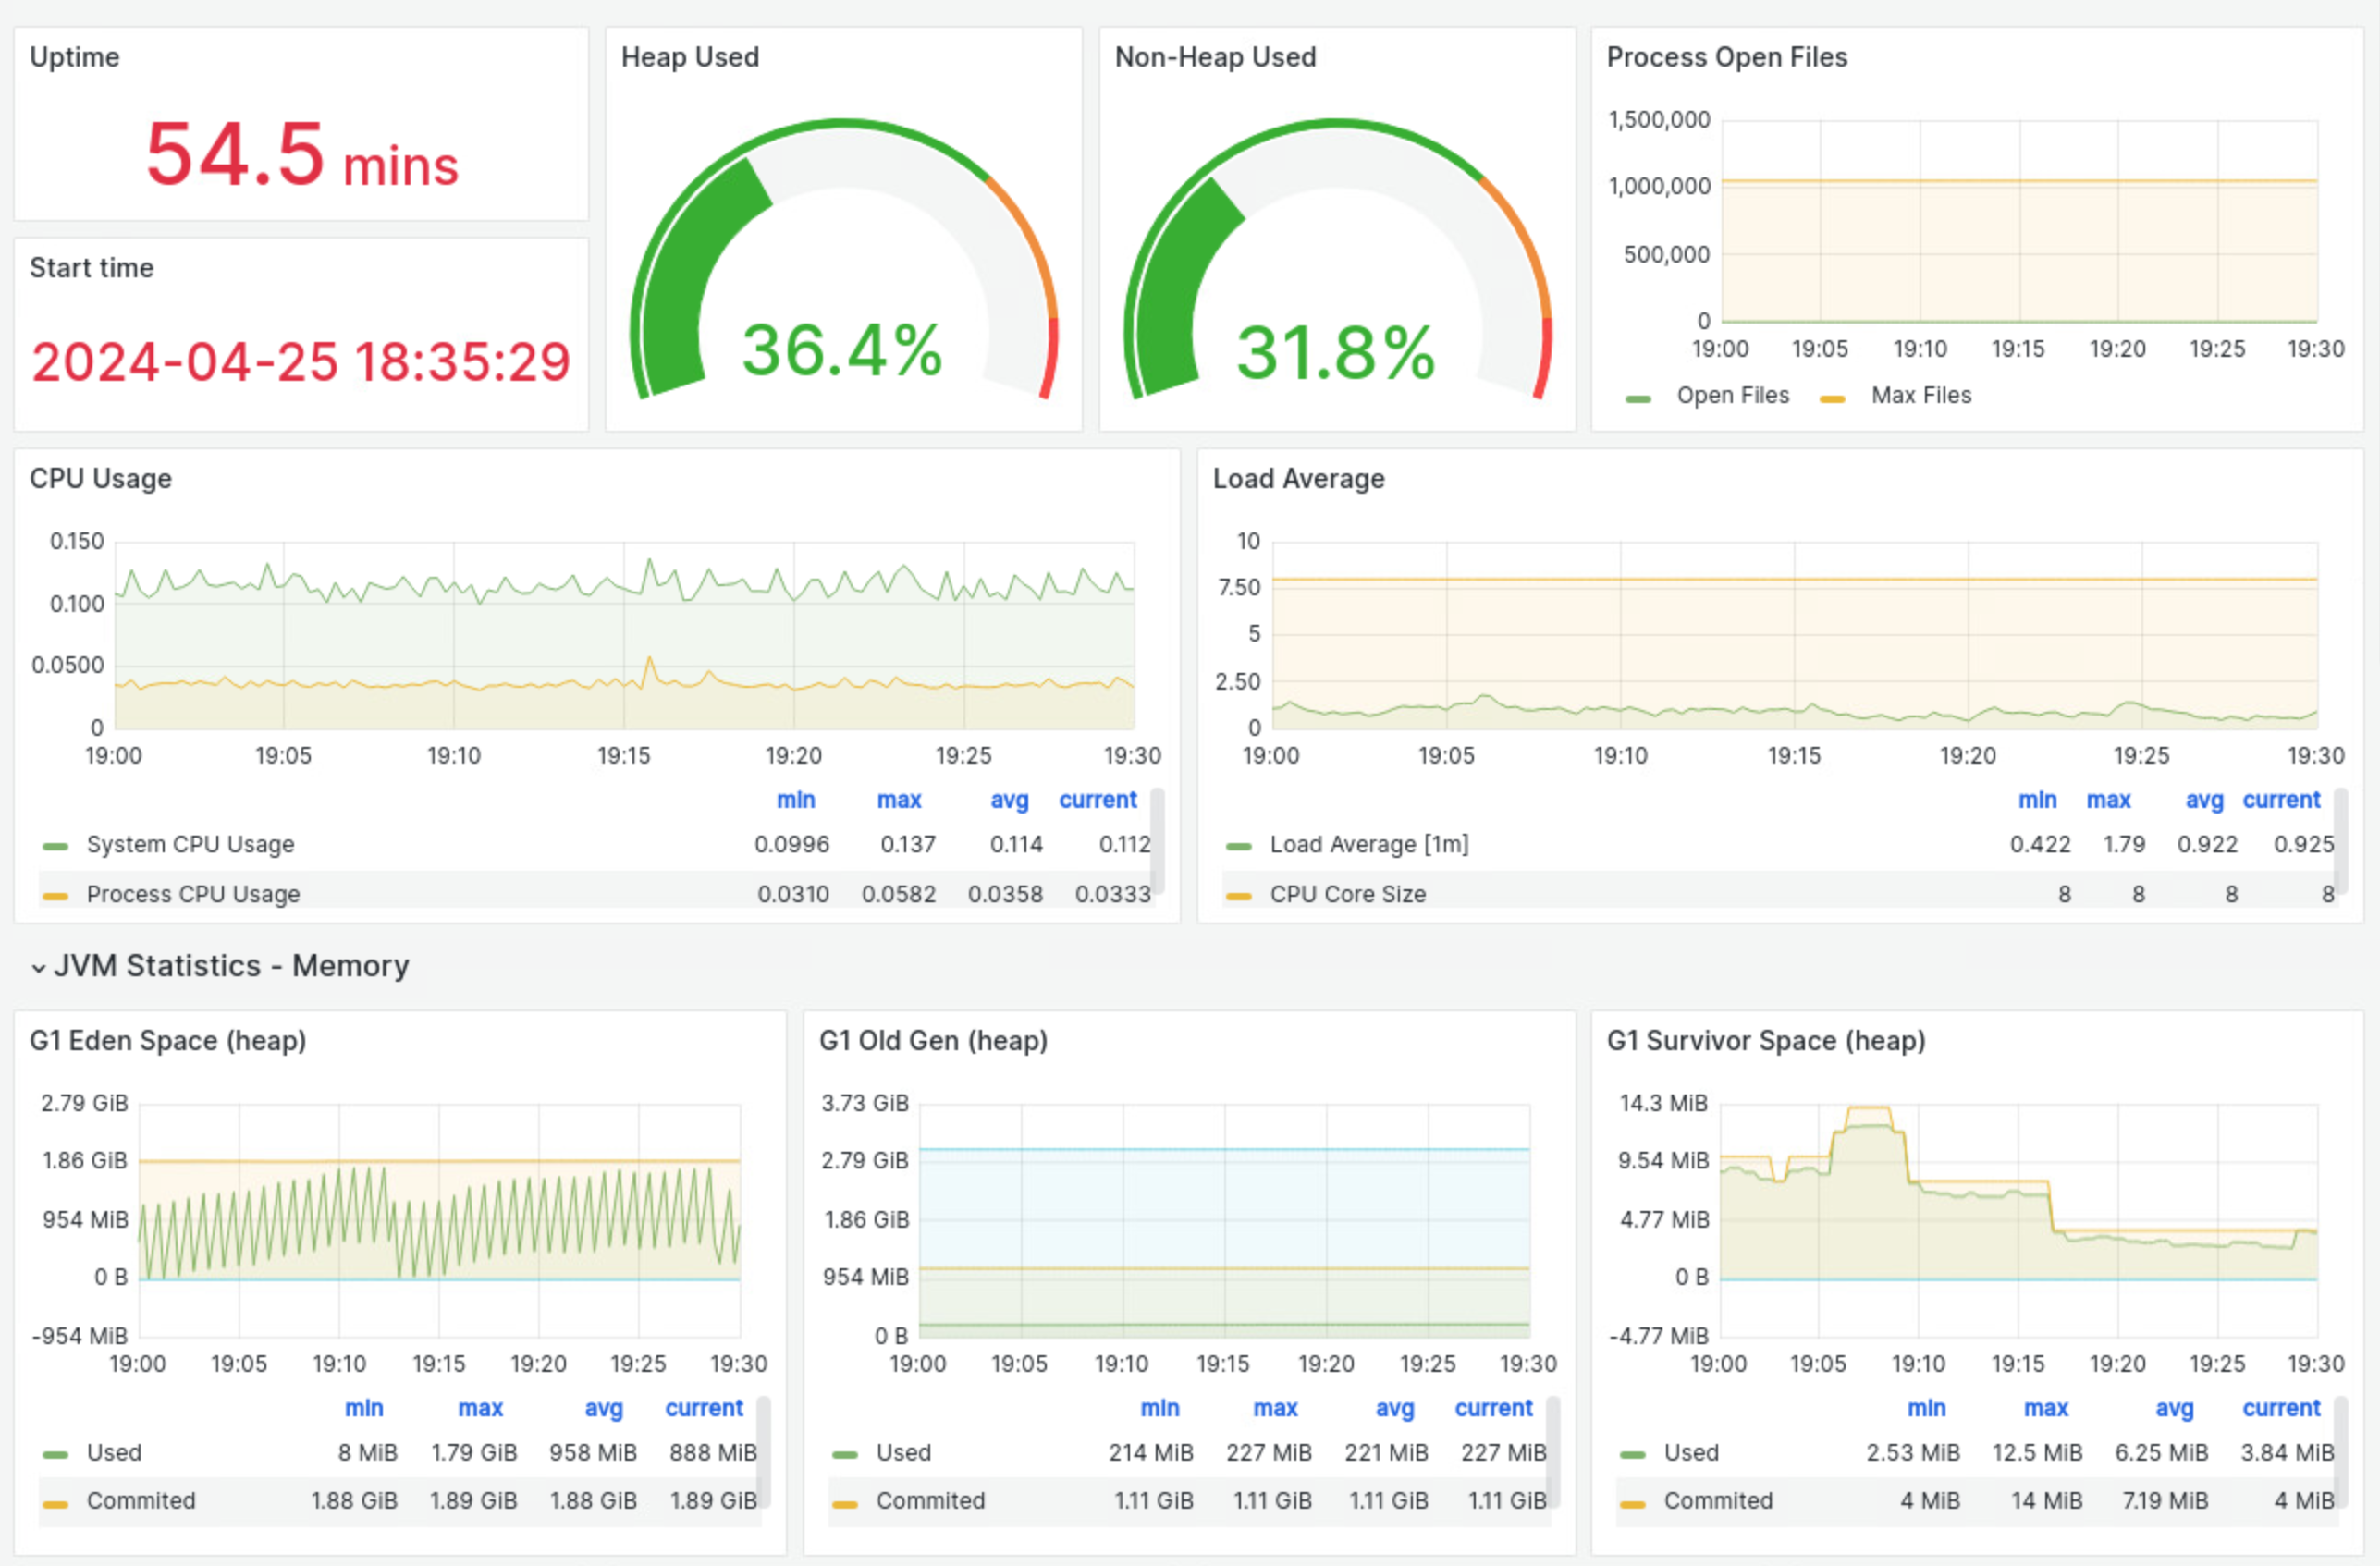 Uptime
54.5 mins
Start time
2024-04-25 18:35:29
Heap Used
36.4%
Non-Heap Used
31.8%
Process Open Files
1,500,000
1,000,000
500,000
0
19:00 19:05 19:10 19:15 19:20 19:25 19:30
Open Files Max Files
CPU Usage
0.150
0.100
0.0500
0
19:00 19:05 19:10 19:15 19:20 19:25 19:30
min max avg current
System CPU Usage 0.0996 0.137 0.114 0.112
Process CPU Usage 0.0310 0.0582 0.0358 0.0333
Load Average
10
7.50
5
2.50
0
19:00 19:05 19:10 19:15 19:20 19:25 19:30
min max avg current
Load Average [1m] 0.422 1.79 0.922 0.925
CPU Core Size 8 8 8 8
JVM Statistics - Memory
G1 Eden Space (heap)
2.79 GiB
1.86 GiB
954 MiB
0 B
-954 MiB
19:00 19:05 19:10 19:15 19:20 19:25 19:30
min max avg current
Used 8 MiB 1.79 GiB 958 MiB 888 MiB
Commited 1.88 GiB 1.89 GiB 1.88 GiB 1.89 GiB
G1 Old Gen (heap)
3.73 GiB
2.79 GiB
1.86 GiB
954 MiB
0 B
19:00 19:05 19:10 19:15 19:20 19:25 19:30
min max avg current
Used 214 MiB 227 MiB 221 MiB 227 MiB
Commited 1.11 GiB 1.11 GiB 1.11 GiB 1.11 GiB
G1 Survivor Space (heap)
14.3 MiB
9.54 MiB
4.77 MiB
0 B
-4.77 MiB
19:00 19:05 19:10 19:15 19:20 19:25 19:30
min max avg current
Used 2.53 MiB 12.5 MiB 6.25 MiB 3.84 MiB
Commited 4 MiB 14 MiB 7.19 MiB 4 MiB